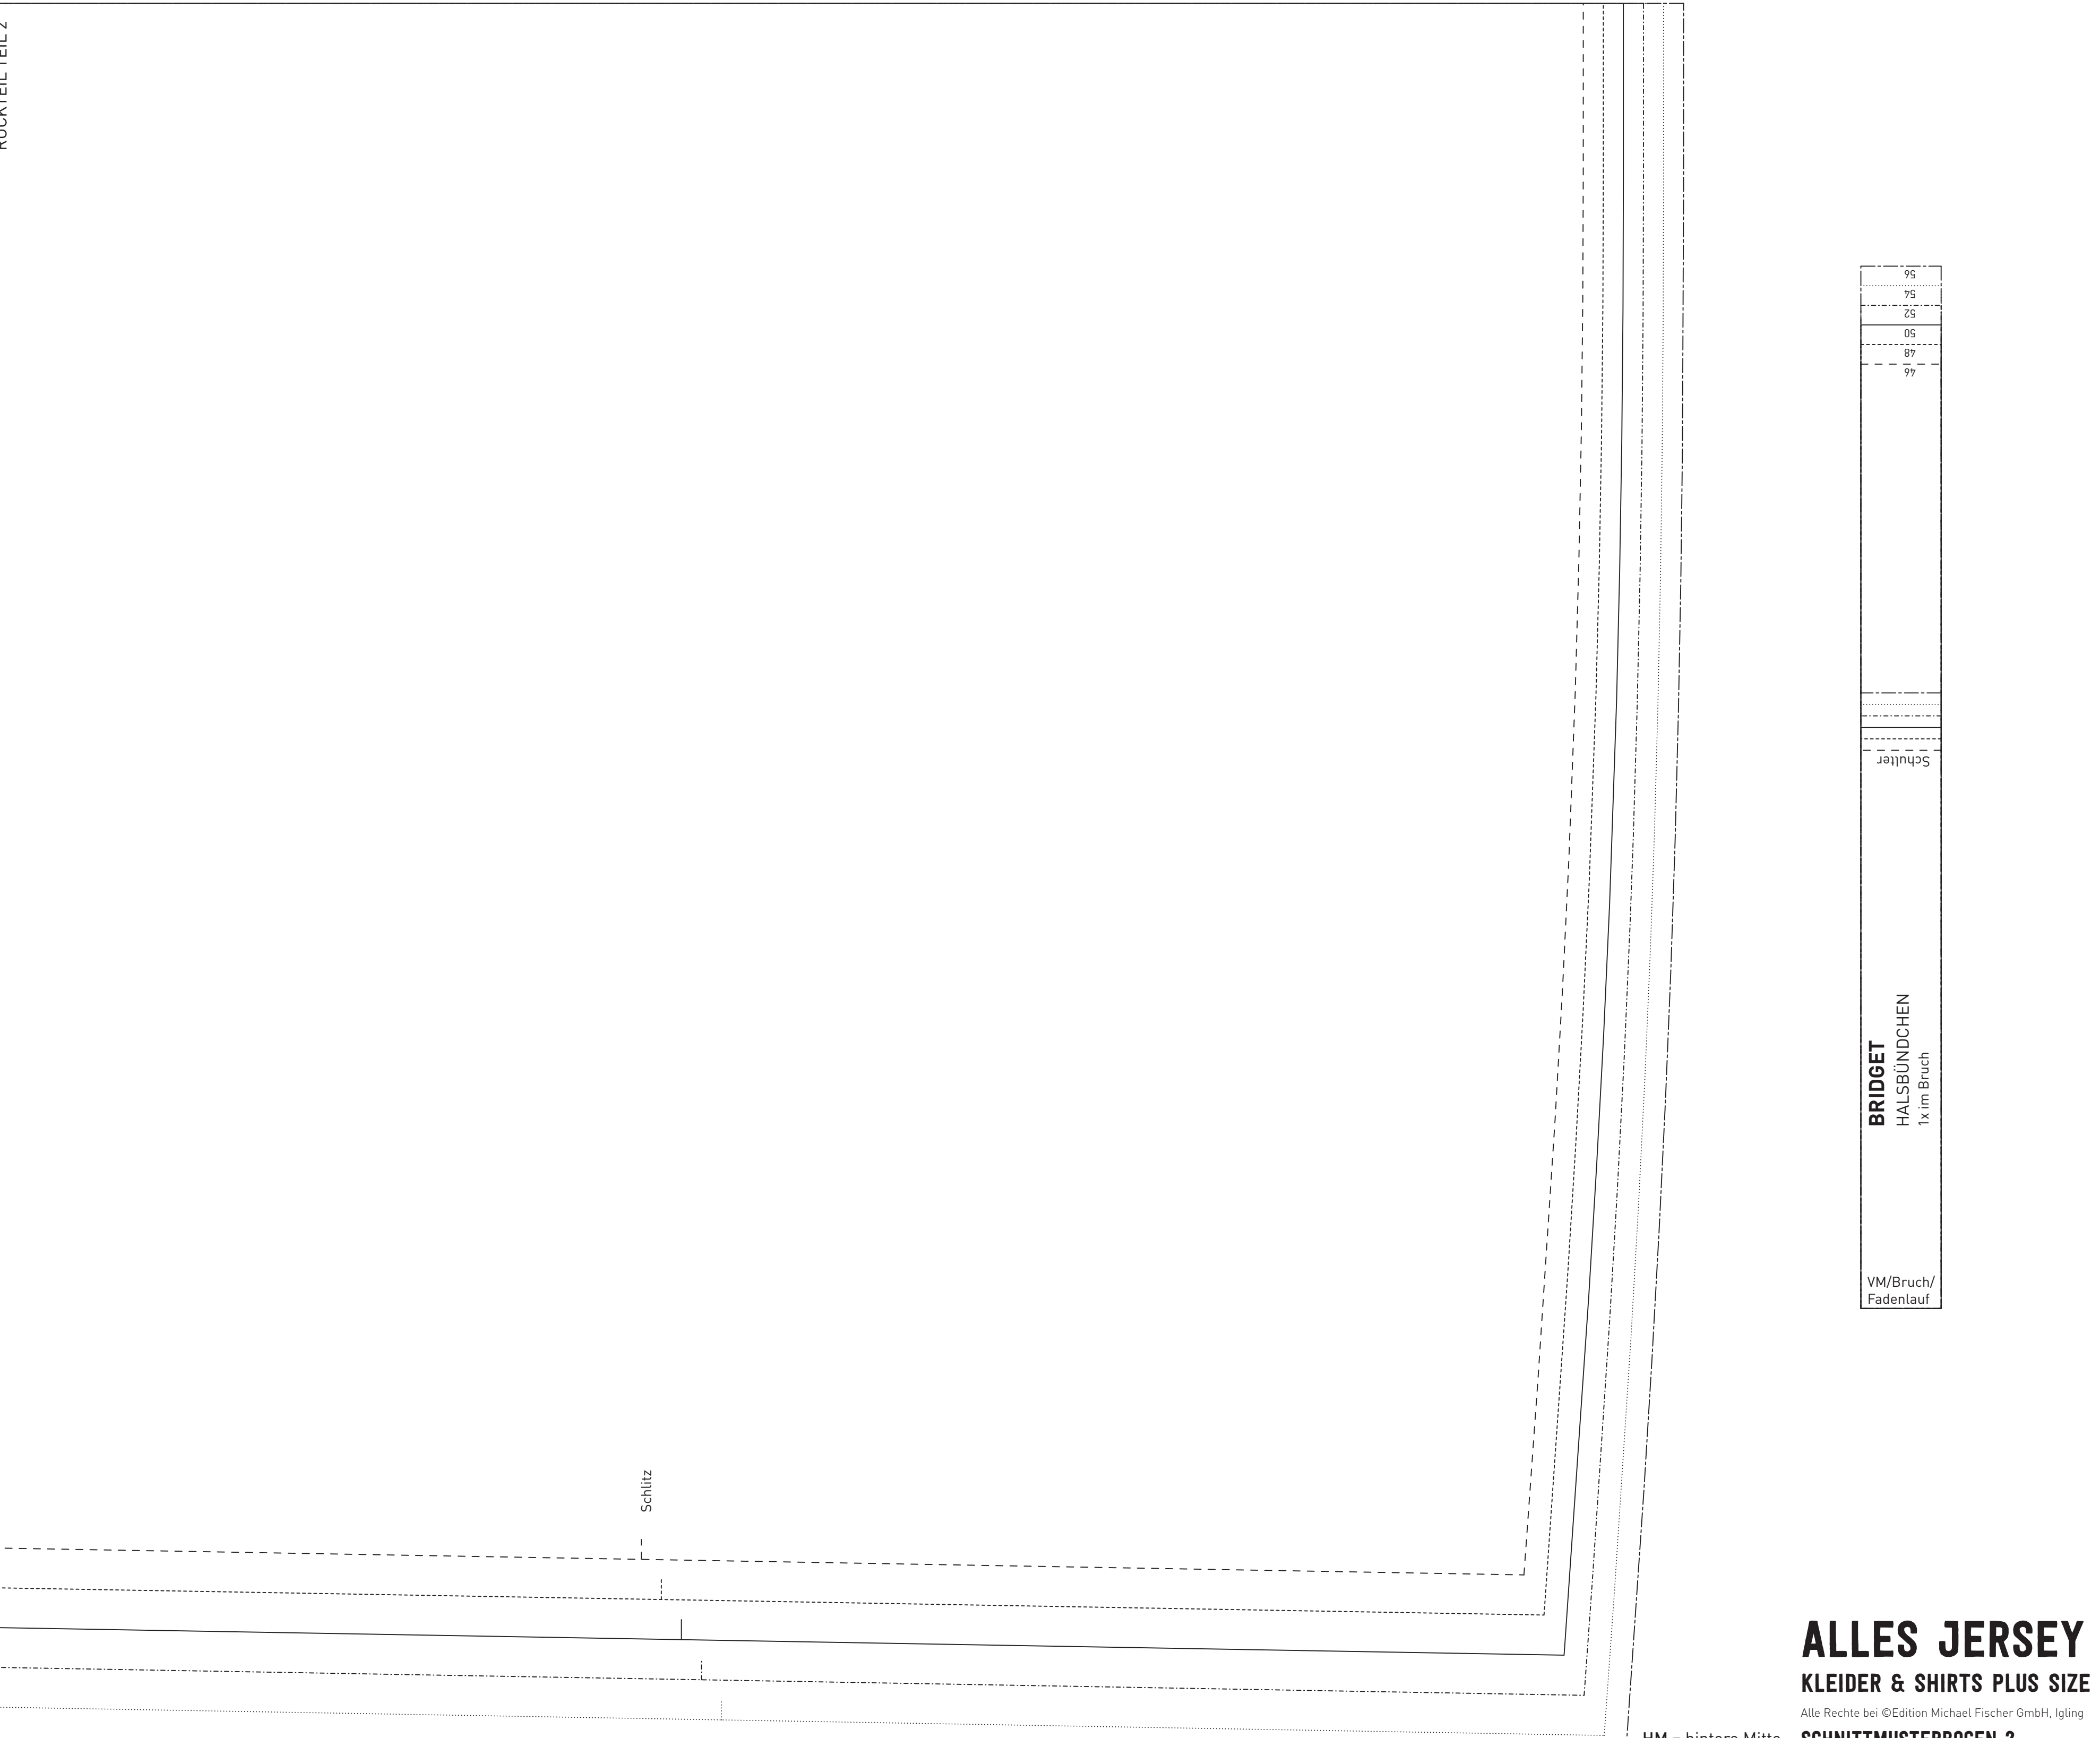 RÜCKTEIL TEIL 2
56
54
52
50
48
46
Schulter
BRIDGET
HALSBÜNDCHEN
1x im Bruch
VM/Bruch/
Fadenlauf
Schlitz
ALLES JERSEY
KLEIDER & SHIRTS PLUS SIZE
Alle Rechte bei ©Edition Michael Fischer GmbH, Igling
HM – hintere Mitte
SCHNITTMUSTERBOGEN